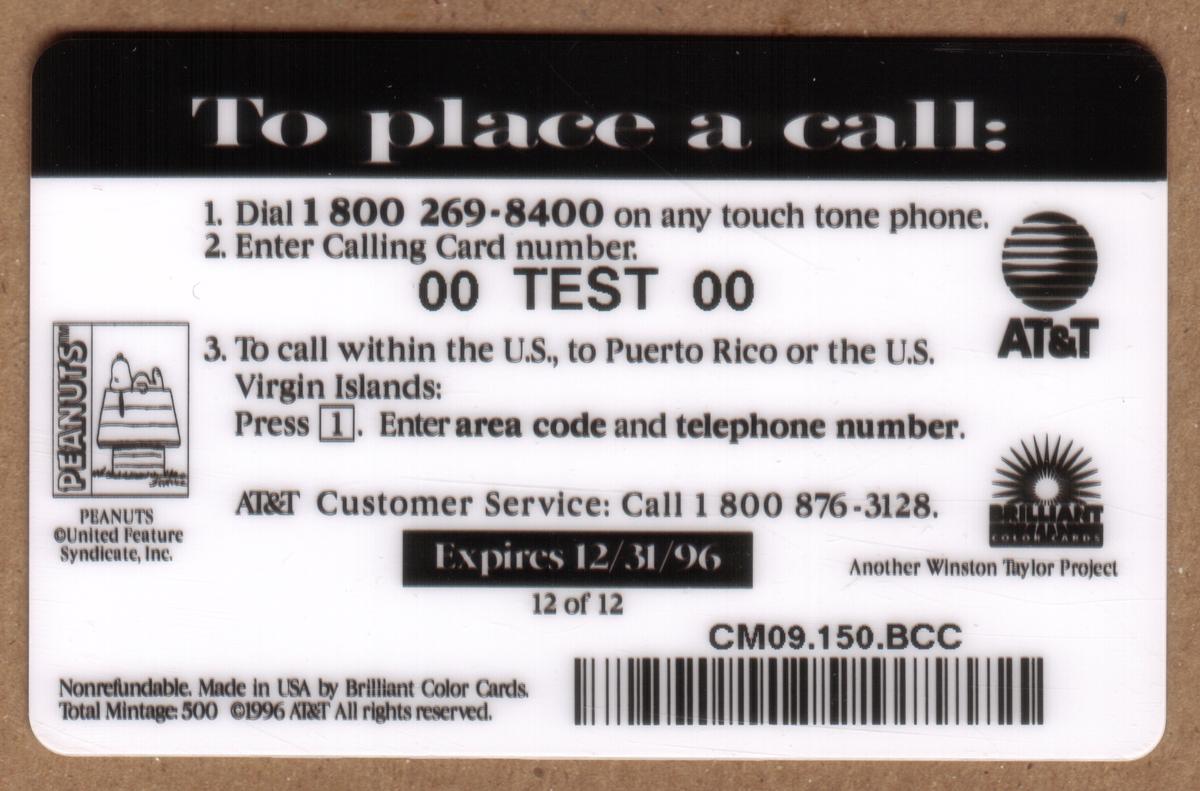 To place a call:
1. Dial 1 800 269-8400 on any touch tone phone.
2. Enter Calling Card number.
00 TEST 00
AT&T
3. To call within the U.S., to Puerto Rico or the U.S.
Virgin Islands:
Press 1. Enter area code and telephone number.
PEANUTS™
PEANUTS
©United Feature
Syndicate, Inc.
AT&T Customer Service: Call 1 800 876-3128.
BRILLIANT
COLOR CARDS
Another Winston Taylor Project
Expires 12/31/96
12 of 12
CM09.150.BCC
Nonrefundable. Made in USA by Brilliant Color Cards.
Total Mintage: 500 ©1996 AT&T All rights reserved.